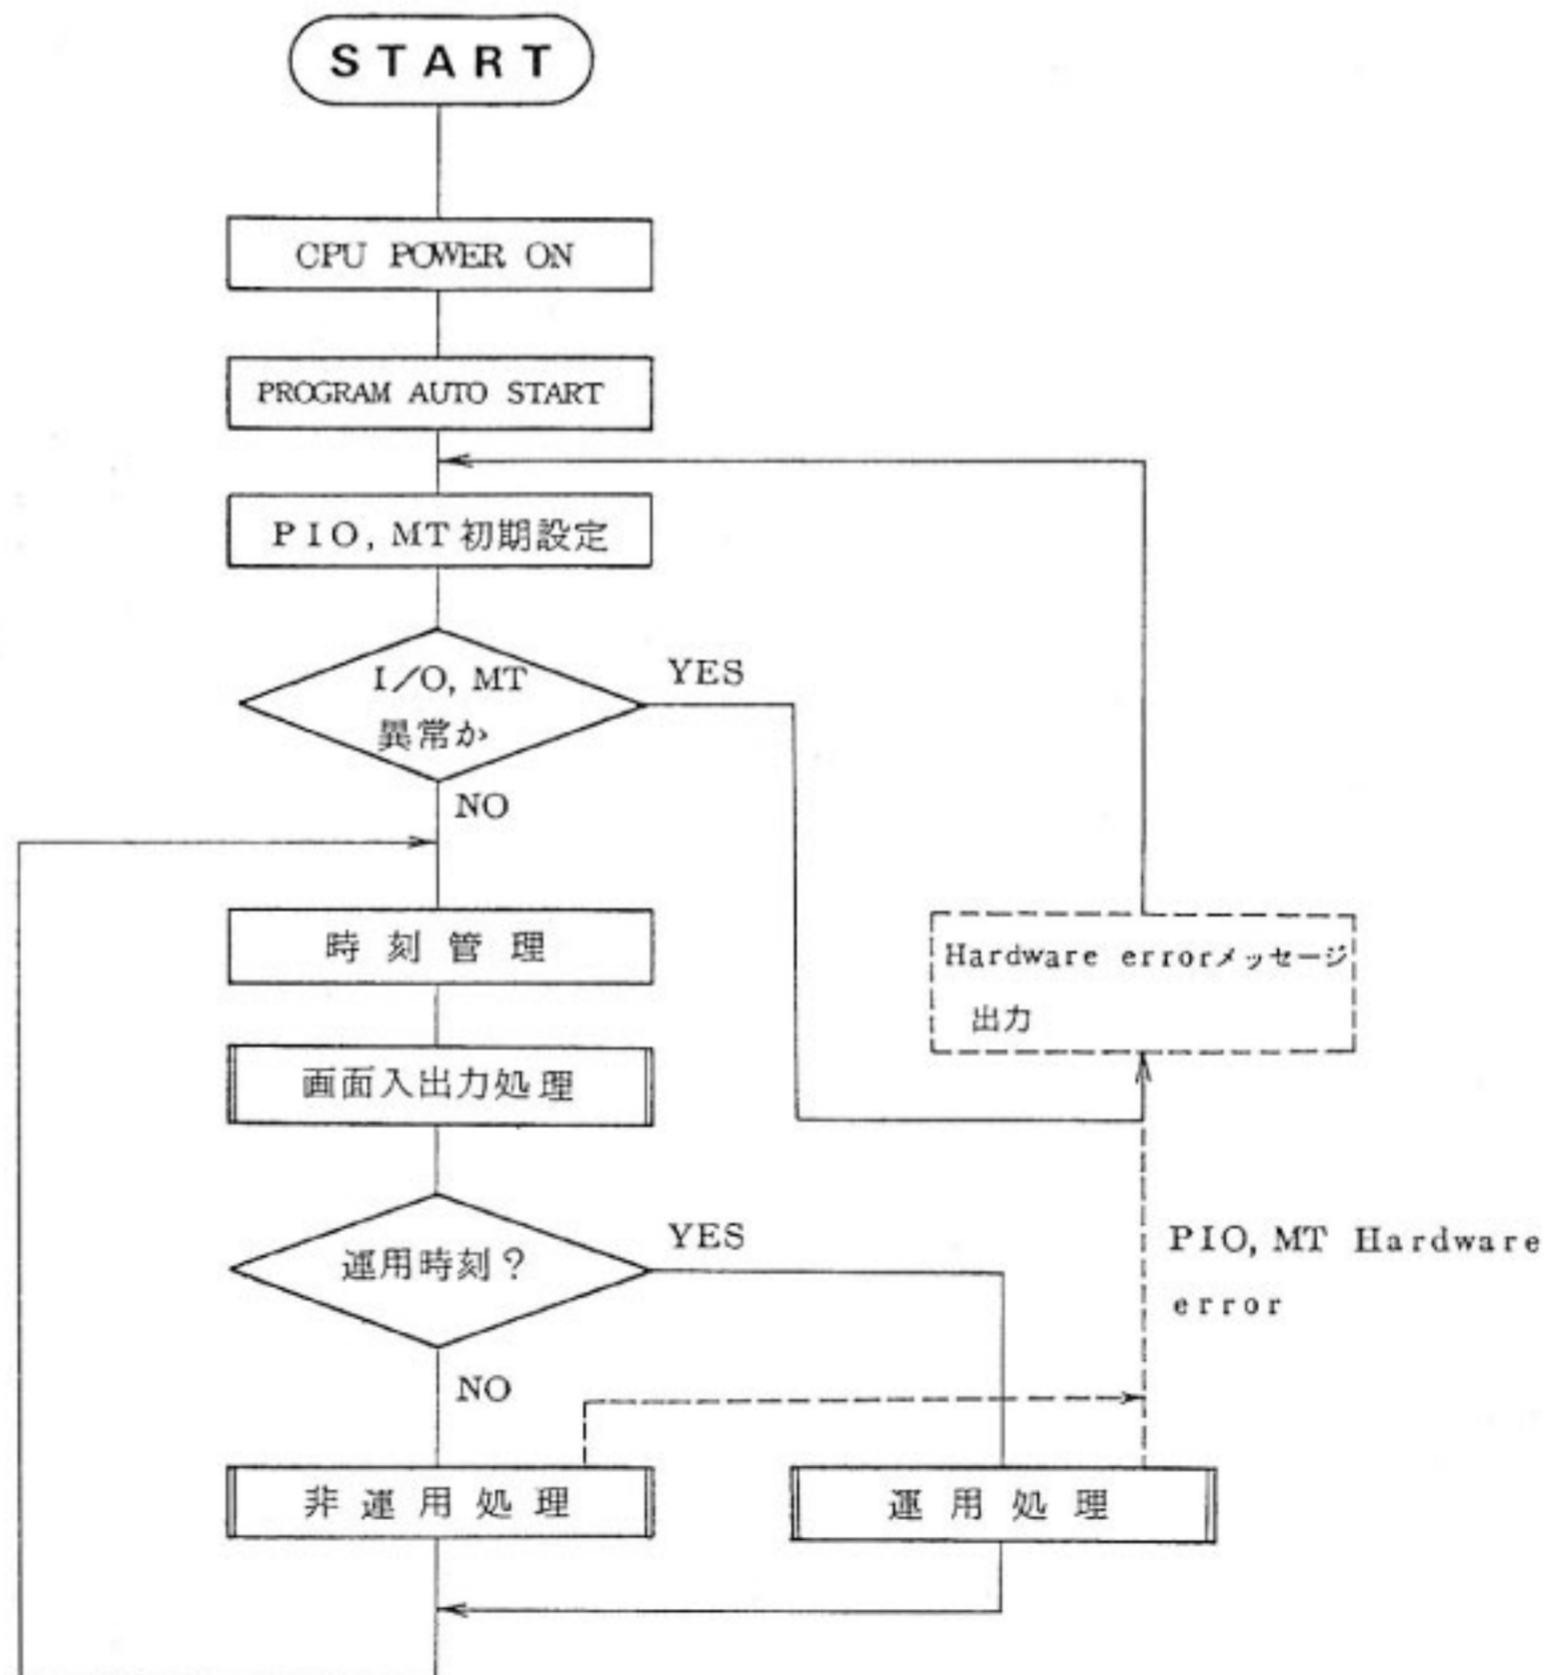 START
CPU POWER ON
PROGRAM AUTO START
PIO, MT初期設定
I/O, MT
異常か
YES
NO
時刻管理
Hardware errorメッセージ
出力
画面入出力処理
運用時刻?
YES
PIO, MT Hardware
error
NO
非運用処理
運用処理